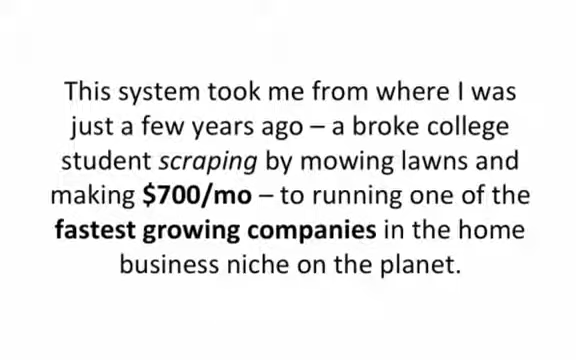 This system took me from where I was
just a few years ago – a broke college
student scraping by mowing lawns and
making $700/mo – to running one of the
fastest growing companies in the home
business niche on the planet.